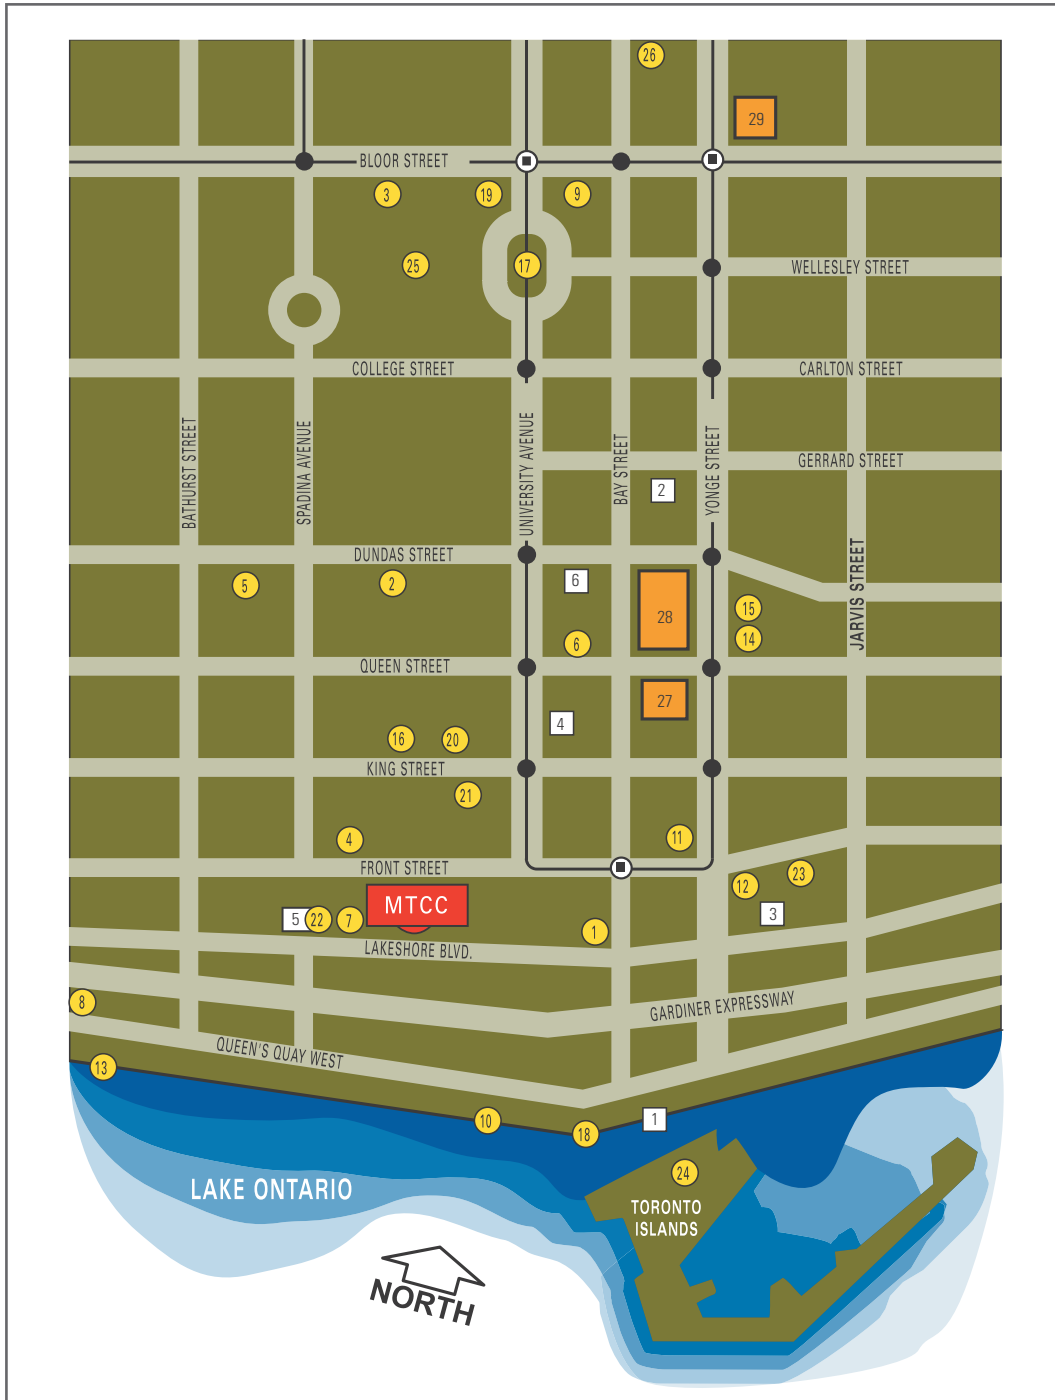 26
29
BLOOR STREET
3
19
9
25
17
WELLESLEY STREET
COLLEGE STREET
CARLTON STREET
BATHURST STREET
SPADINA AVENUE
UNIVERSITY AVENUE
BAY STREET
YONGE STREET
GERRARD STREET
2
JARVIS STREET
DUNDAS STREET
5
2
6
28
15
14
6
QUEEN STREET
27
4
16
20
KING STREET
21
4
11
FRONT STREET
12
23
MTCC
5
22
7
3
1
LAKESHORE BLVD.
8
GARDINER EXPRESSWAY
QUEEN'S QUAY WEST
13
10
18
1
24
LAKE ONTARIO
TORONTO
ISLANDS
NORTH